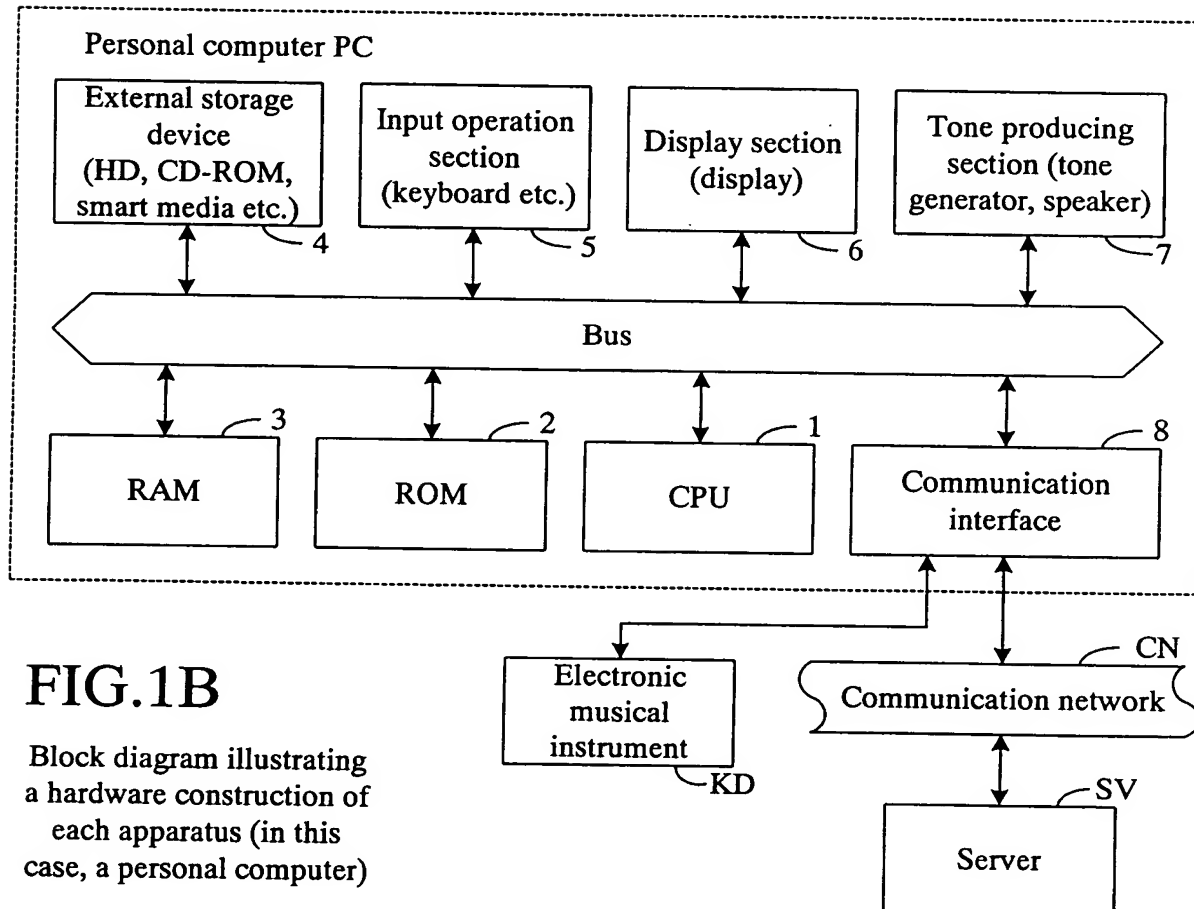 Personal computer PC
External storage
device
(HD, CD-ROM,
smart media etc.)
4
Input operation
section
(keyboard etc.)
5
Display section
(display)
6
Tone producing
section (tone
generator, speaker)
7
Bus
3
RAM
2
ROM
1
CPU
8
Communication
interface
FIG.1B
Block diagram illustrating
a hardware construction of
each apparatus (in this
case, a personal computer)
Electronic
musical
instrument
KD
CN
Communication network
SV
Server